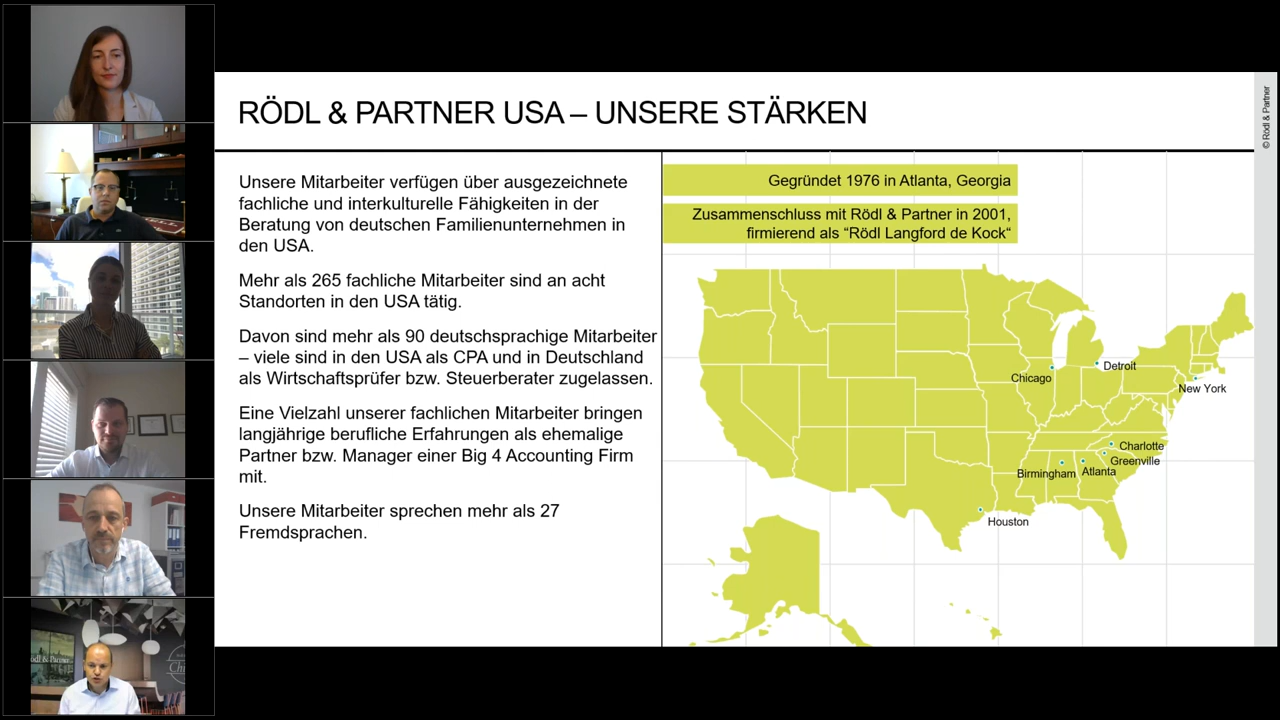 RÖDL & PARTNER USA – UNSERE STÄRKEN
© Rödl & Partner
Unsere Mitarbeiter verfügen über ausgezeichnete
fachliche und interkulturelle Fähigkeiten in der
Beratung von deutschen Familienunternehmen in
den USA.
Mehr als 265 fachliche Mitarbeiter sind an acht
Standorten in den USA tätig.
Davon sind mehr als 90 deutschsprachige Mitarbeiter
– viele sind in den USA als CPA und in Deutschland
als Wirtschaftsprüfer bzw. Steuerberater zugelassen.
Eine Vielzahl unserer fachlichen Mitarbeiter bringen
langjährige berufliche Erfahrungen als ehemalige
Partner bzw. Manager einer Big 4 Accounting Firm
mit.
Unsere Mitarbeiter sprechen mehr als 27
Fremdsprachen.
Gegründet 1976 in Atlanta, Georgia
Zusammenschluss mit Rödl & Partner in 2001,
firmierend als “Rödl Langford de Kock“
Detroit
Chicago
New York
Charlotte
Greenville
Birmingham
Atlanta
Houston
ödl & Partner